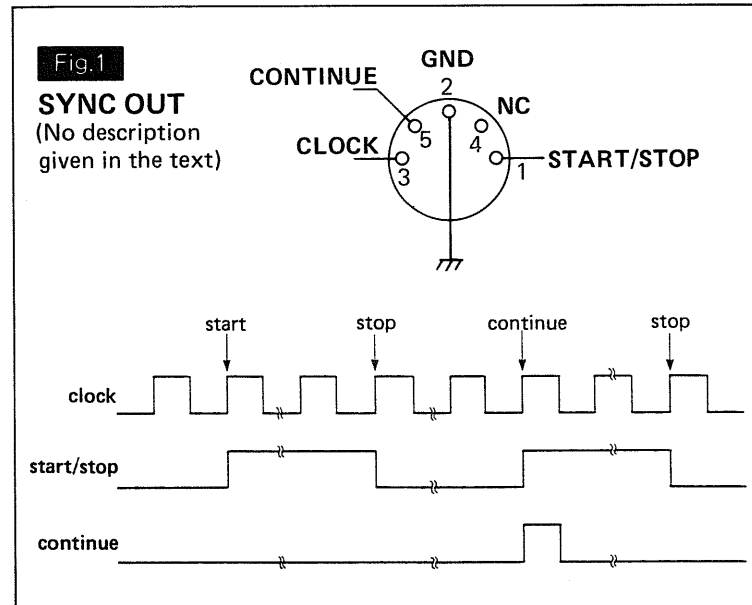 Fig.1
SYNC OUT
(No description
given in the text)
GND
CONTINUE
2
NC
5
4
CLOCK
3
1
START/STOP
start
stop
continue
stop
clock
start/stop
continue